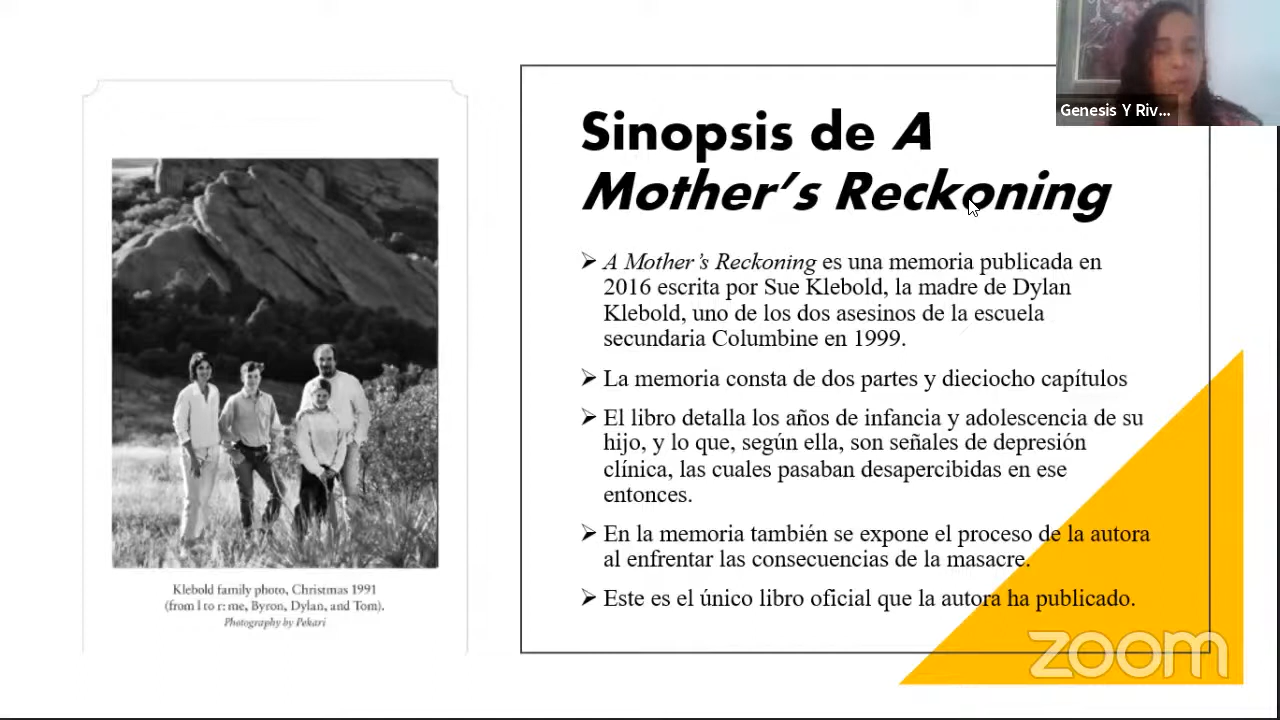 Genesis Y Riv...
Sinopsis de A
Mother's Reckoning
➢ A Mother's Reckoning es una memoria publicada en
2016 escrita por Sue Klebold, la madre de Dylan
Klebold, uno de los dos asesinos de la escuela
secundaria Columbine en 1999.
➢ La memoria consta de dos partes y dieciocho capítulos
➢ El libro detalla los años de infancia y adolescencia de su
hijo, y lo que, según ella, son señales de depresión
clínica, las cuales pasaban desapercibidas en ese
entonces.
➢ En la memoria también se expone el proceso de la autora
al enfrentar las consecuencias de la masacre.
➢ Este es el único libro oficial que la autora ha publicado.
Klebold family photo, Christmas 1991
(from l to r: me, Byron, Dylan, and Tom).
Photography by Pekari
zoom